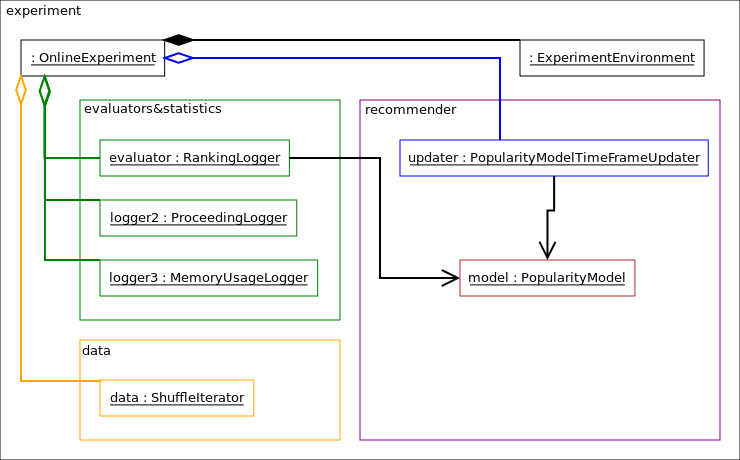 experiment
: OnlineExperiment
: ExperimentEnvironment
evaluators&statistics
recommender
evaluator : RankingLogger
updater : PopularityModelTimeFrameUpdater
logger2 : ProceedingLogger
logger3 : MemoryUsageLogger
model : PopularityModel
data
data : ShuffleIterator